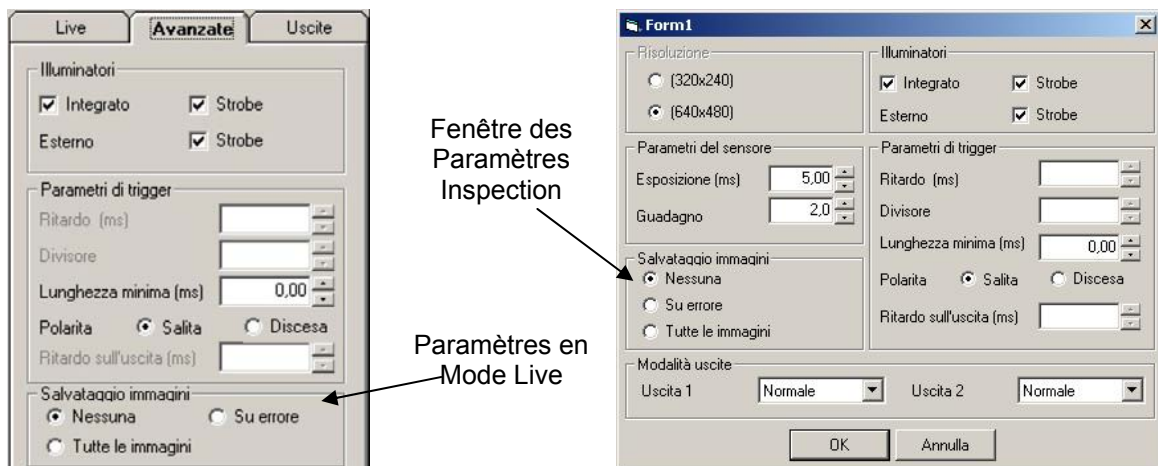 Live Avanzate Uscite
Illuminatori
Integrato Strobe
Esterno Strobe
Parametri di trigger
Ritardo (ms)
Divisore
Lunghezza minima (ms) 0,00
Polarita Salita Discesa
Ritardo sull'uscita (ms)
Salvataggio immagini
Nessuna Su errore
Tutte le immagini
Fenêtre des
Paramètres
Inspection
Paramètres en
Mode Live
Form1
Risoluzione
(320x240)
(640x480)
Illuminatori
Integrato Strobe
Esterno Strobe
Parametri del sensore
Esposizione (ms) 5,00
Guadagno 2,0
Parametri di trigger
Ritardo (ms)
Divisore
Lunghezza minima (ms) 0,00
Polarita Salita Discesa
Ritardo sull'uscita (ms)
Salvataggio immagini
Nessuna
Su errore
Tutte le immagini
Modalità uscite
Uscita 1 Normale Uscita 2 Normale
OK Annulla